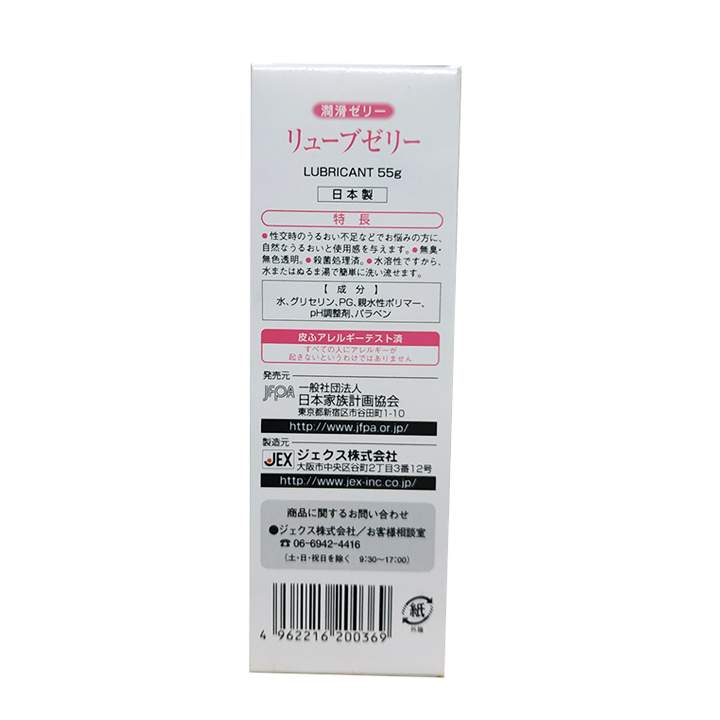 潤滑ゼリー
リューブゼリー
LUBRICANT 55g
日本製
特長
●性交時のうるおい不足などでお悩みの方に、
自然なうるおいと使用感を与えます。●無臭・
無色透明。●殺菌処理済。●水溶性ですから、
水またはぬるま湯で簡単に洗い流せます。
【成分】
水、グリセリン、PG、親水性ポリマー、
pH調整剤、パラベン
皮ふアレルギーテスト済
すべての人にアレルギーが
起きないというわけではありません
発売元
JFPA 一般社団法人
日本家族計画協会
東京都新宿区市谷田町1-10
http://www.jfpa.or.jp/
製造元
JEX ジェクス株式会社
大阪市中央区谷町2丁目3番12号
http://www.jex-inc.co.jp/
商品に関するお問い合わせ
●ジェクス株式会社/お客様相談室
☎06-6942-4416
(土・日・祝日を除く 9:30〜17:00)
紙
外箱
4 962216 200369